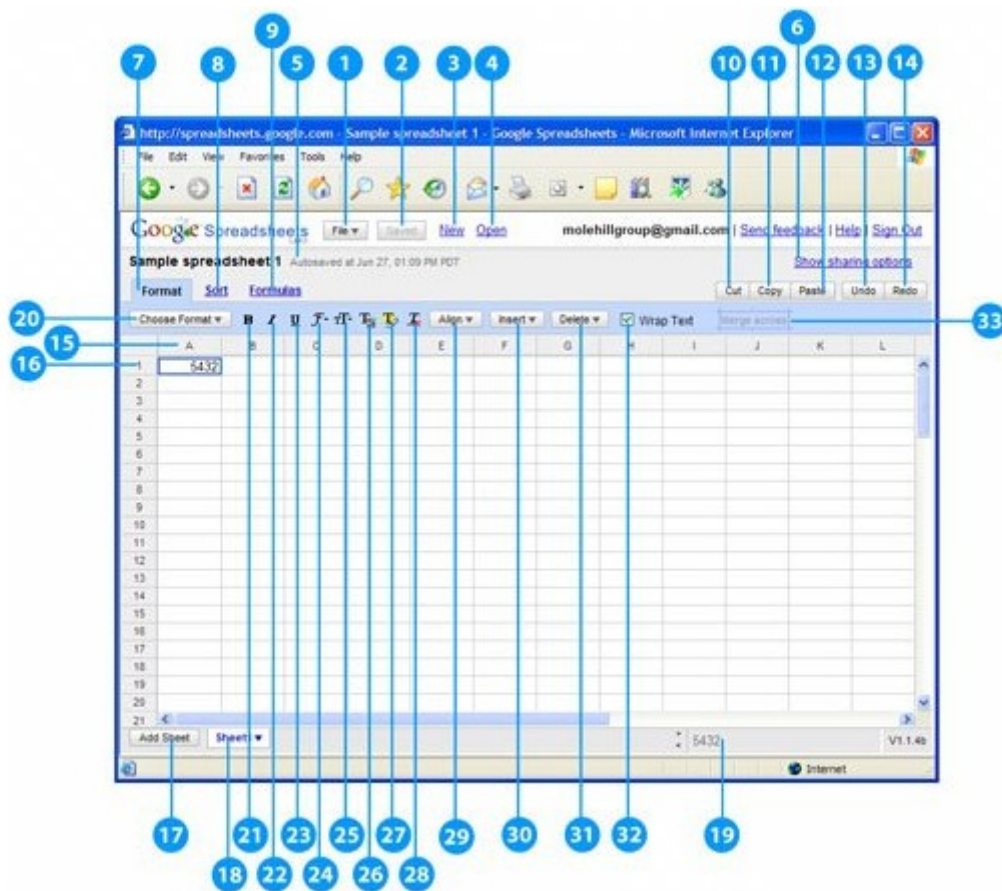 9 6
7 8 5 1 2 3 4 10 11 12 13 14
http://spreadsheets.google.com - Sample spreadsheet 1 - Google Spreadsheets - Microsoft Internet Explorer
File Edit View Favorites Tools Help
Google Spreadsheets File New Open molehillgroup@gmail.com | Send feedback | Help | Sign Out
Sample spreadsheet 1 Autosaved at Jun 27, 01:09 PM PDT Show sharing options
Format Sort Formulas Cut Copy Paste Undo Redo
20 Choose Format B I U F T T T T Align Insert Delete Wrap Text Merge across 33
15 A B C D E F G H I J K L
16 1 5432
2
3
4
5
6
7
8
9
10
11
12
13
14
15
16
17
18
19
20
21
Add Sheet 5432 V1.1.4b
Internet
17 21 23 25 27 29 30 31 32 19
18 22 24 26 28